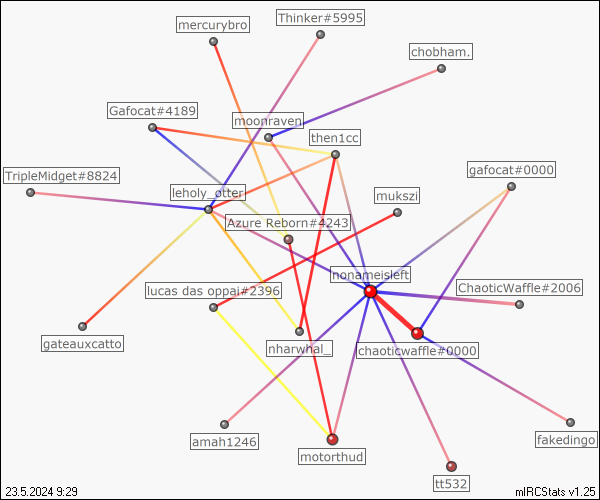 Thinker#5995
mercurybro
chobham.
Gafocat#4189
moonraven
then1cc
gafocat#0000
TripleMidget#8824
leholy_otter
mukszi
Azure Reborn#4243
nonameisleft
lucas das oppai#2396
ChaoticWaffle#2006
gateauxcatto
nharwhal_
chaoticwaffle#0000
amah1246
motorthud
fakedingo
tt532
23.5.2024 9:29
mIRCStats v1.25